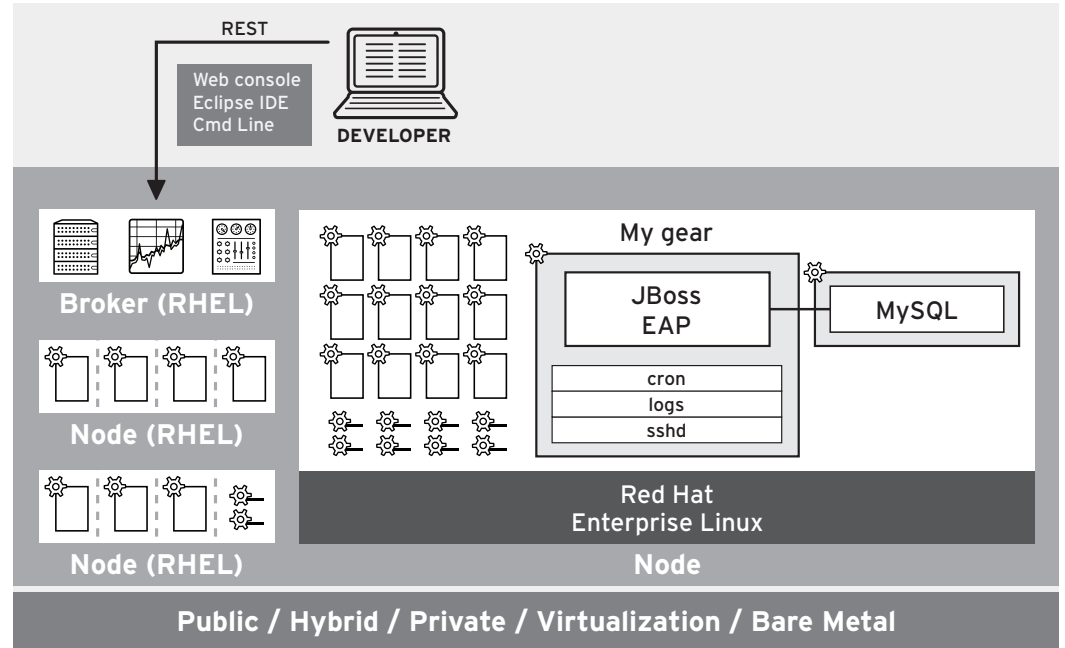 REST
Web console
Eclipse IDE
Cmd Line
DEVELOPER
Broker (RHEL)
Node (RHEL)
Node (RHEL)
My gear
JBoss
EAP
MySQL
cron
logs
sshd
Red Hat
Enterprise Linux
Node
Public / Hybrid / Private / Virtualization / Bare Metal